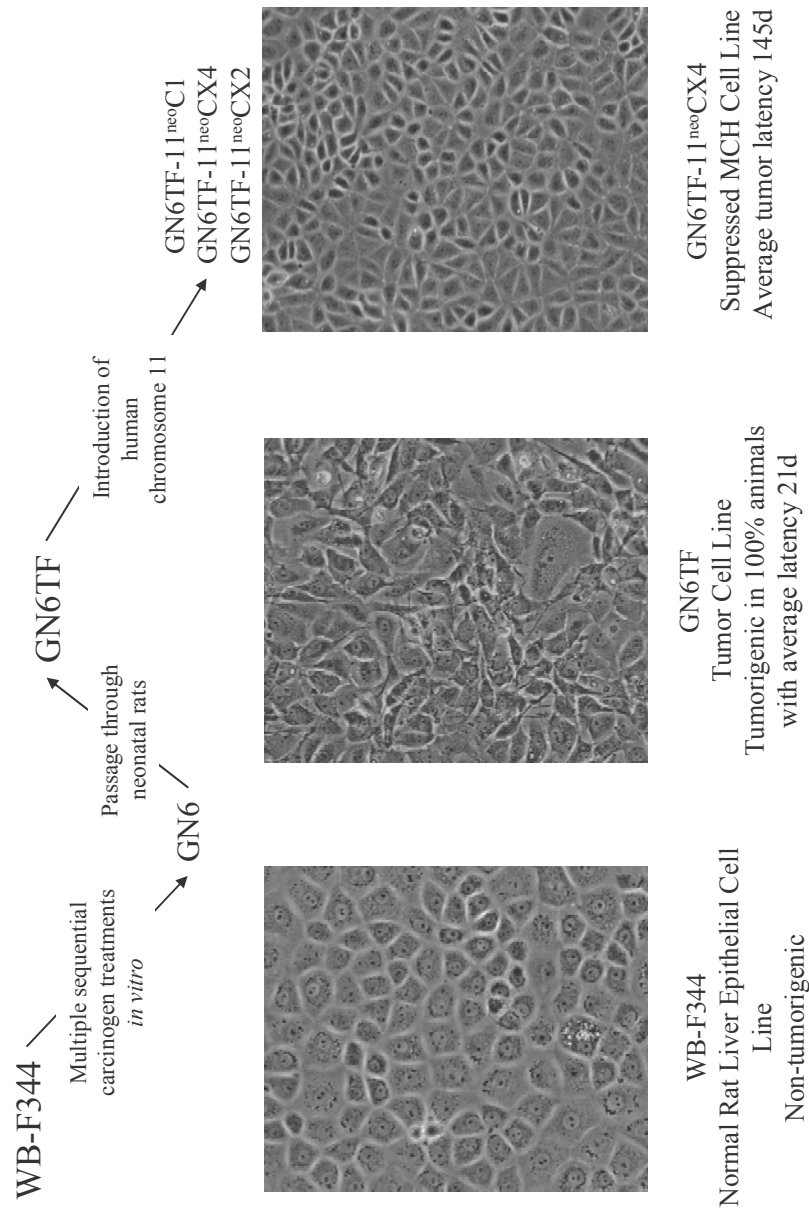 WB-F344
Multiple sequential
carcinogen treatments
in vitro
GN6
Passage through
neonatal rats
GN6TF
Introduction of
human
chromosome 11
GN6TF-11neoC1
GN6TF-11neoCX4
GN6TF-11neoCX2
WB-F344
Normal Rat Liver Epithelial Cell
Line
Non-tumorigenic
GN6TF
Tumor Cell Line
Tumorigenic in 100% animals
with average latency 21d
GN6TF-11neoCX4
Suppressed MCH Cell Line
Average tumor latency 145d